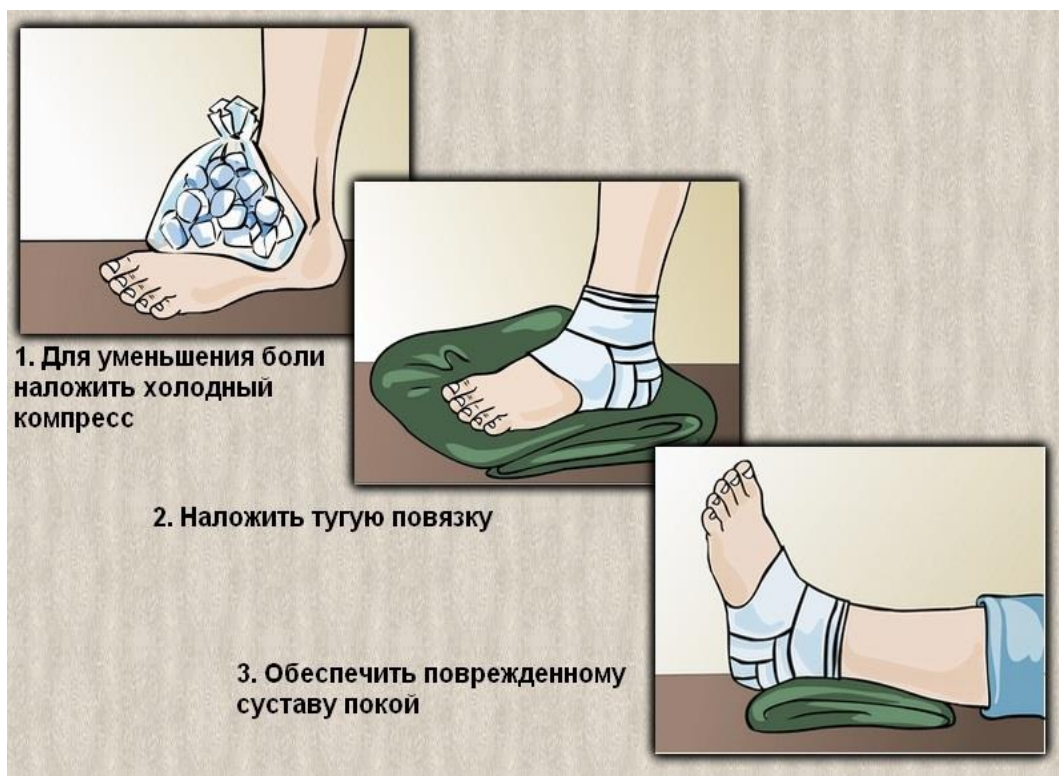 1. Для уменьшения боли
наложить холодный
компресс
2. Наложить тугую повязку
3. Обеспечить поврежденному
суставу покой